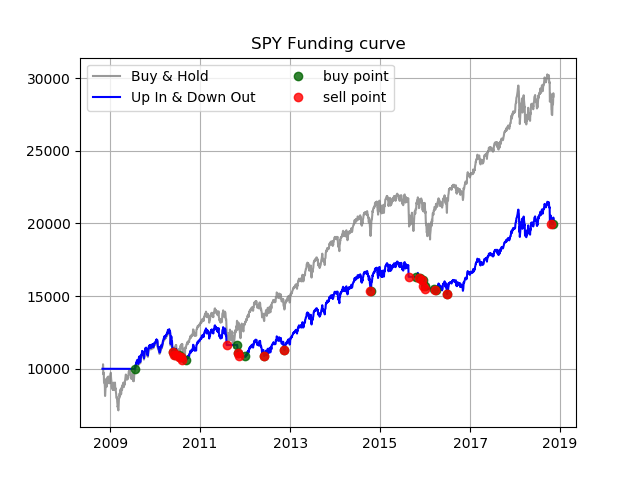 SPY Funding curve
Buy & Hold
Up In & Down Out
buy point
sell point
30000
25000
20000
15000
10000
2009
2011
2013
2015
2017
2019